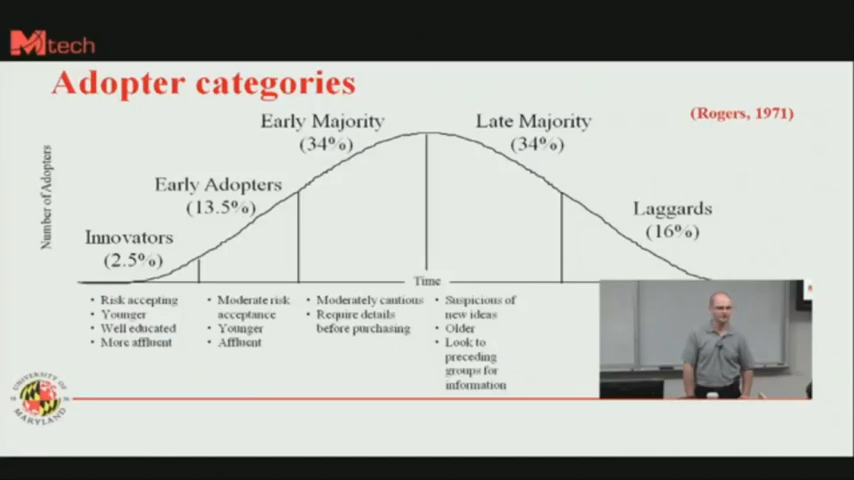 Mtech
Adopter categories
(Rogers, 1971)
Early Majority
(34%)
Late Majority
(34%)
Early Adopters
(13.5%)
Laggards
(16%)
Innovators
(2.5%)
Number of Adopters
Time
• Risk accepting
• Younger
• Well educated
• More affluent
• Moderate risk
acceptance
• Younger
• Affluent
• Moderately cautious
• Require details
before purchasing
• Suspicious of
new ideas
• Older
• Look to
preceding
groups for
information
UNIVERSITY OF
MARYLAND